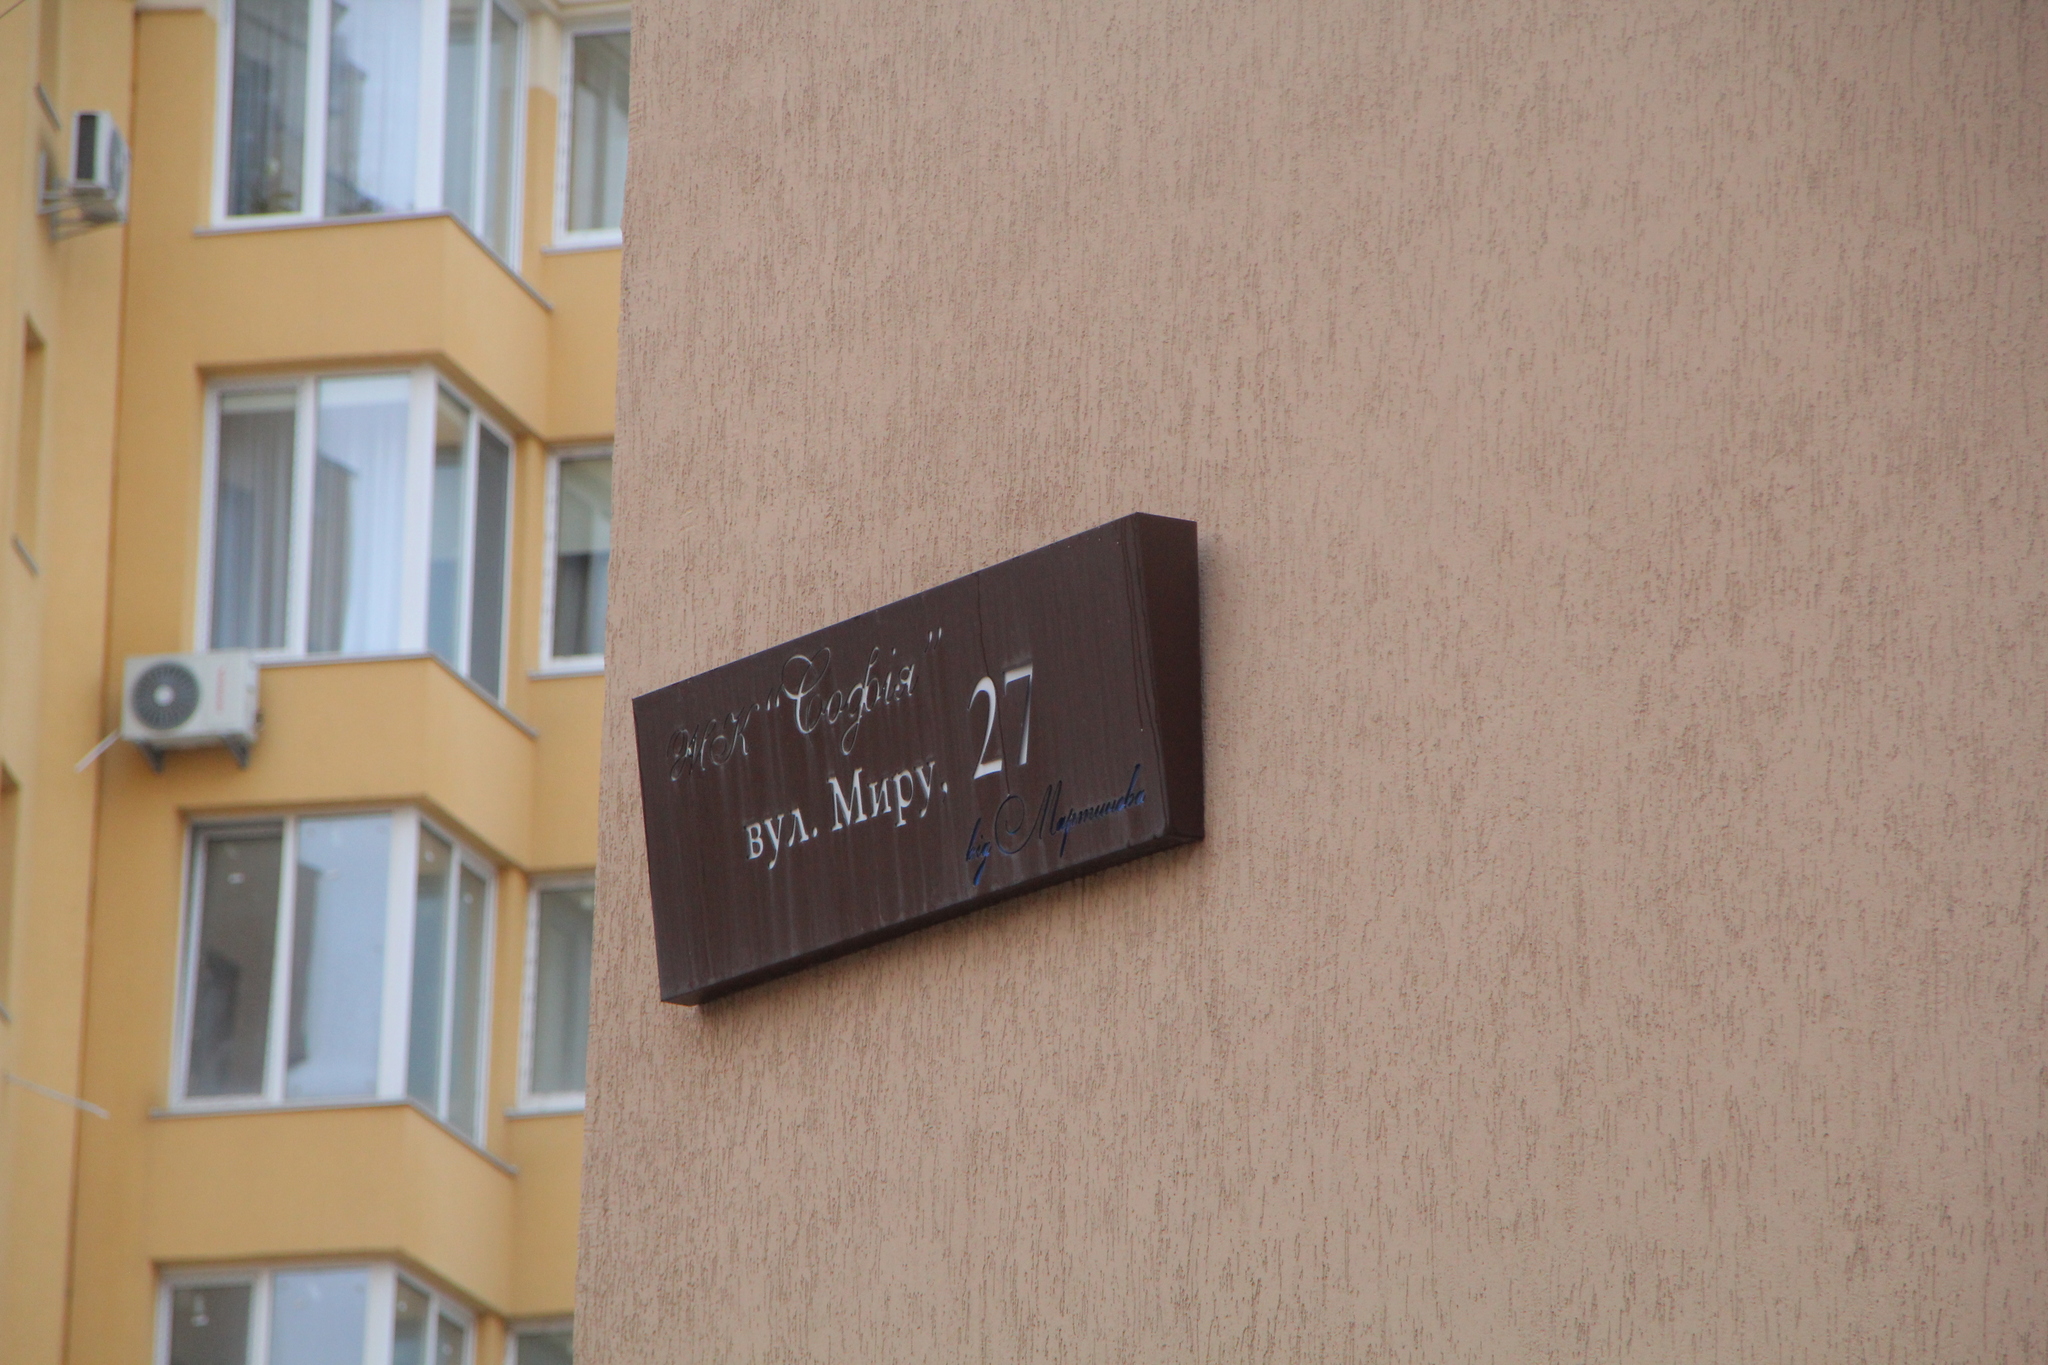 ЖК "Софія"
вул. Миру, 27
від Мартинова